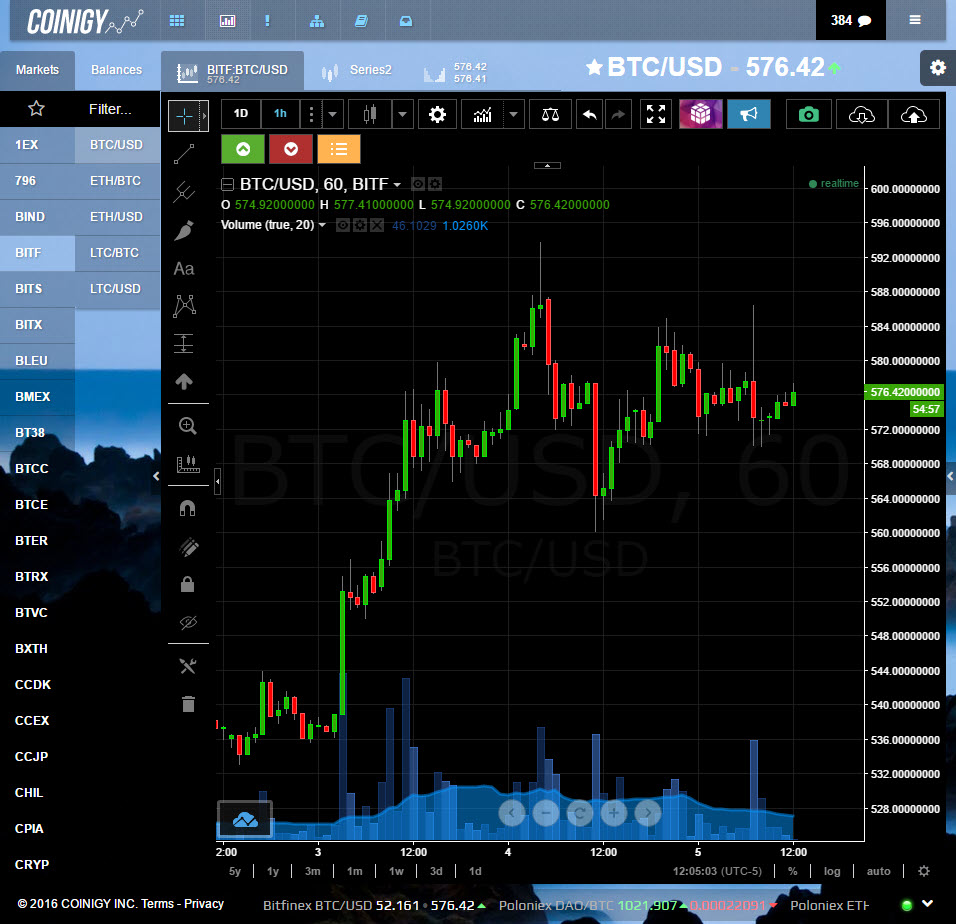 COINIGY
384
Markets
Balances
BITF:BTC/USD
576.42
Series2
576.42
576.41
BTC/USD - 576.42
Filter...
1D
1h
1EX
BTC/USD
796
ETH/BTC
BIND
ETH/USD
BITF
LTC/BTC
BITS
LTC/USD
BITX
BLEU
BMEX
BT38
BTCC
BTCE
BTER
BTRX
BTVC
BXTH
CCDK
CCEX
CCJP
CHIL
CPIA
CRYP
Aa
BTC/USD, 60, BITF
realtime
O 574.92000000 H 577.41000000 L 574.92000000 C 576.42000000
Volume (true, 20)
46.1029 1.0260K
BTC/USD, 60
BTC/USD
600.00000000
596.00000000
592.00000000
588.00000000
584.00000000
580.00000000
576.42000000
54:57
572.00000000
568.00000000
564.00000000
560.00000000
556.00000000
552.00000000
548.00000000
544.00000000
540.00000000
536.00000000
532.00000000
528.00000000
2:00
3
12:00
4
12:00
5
12:00
5y
1y
3m
1m
1w
3d
1d
12:05:03 (UTC-5)
%
log
auto
© 2016 COINIGY INC. Terms - Privacy
Bitfinex BTC/USD 52.161 • 576.42
Poloniex DAO/BTC 1021.907 0.00022091
Poloniex ETH